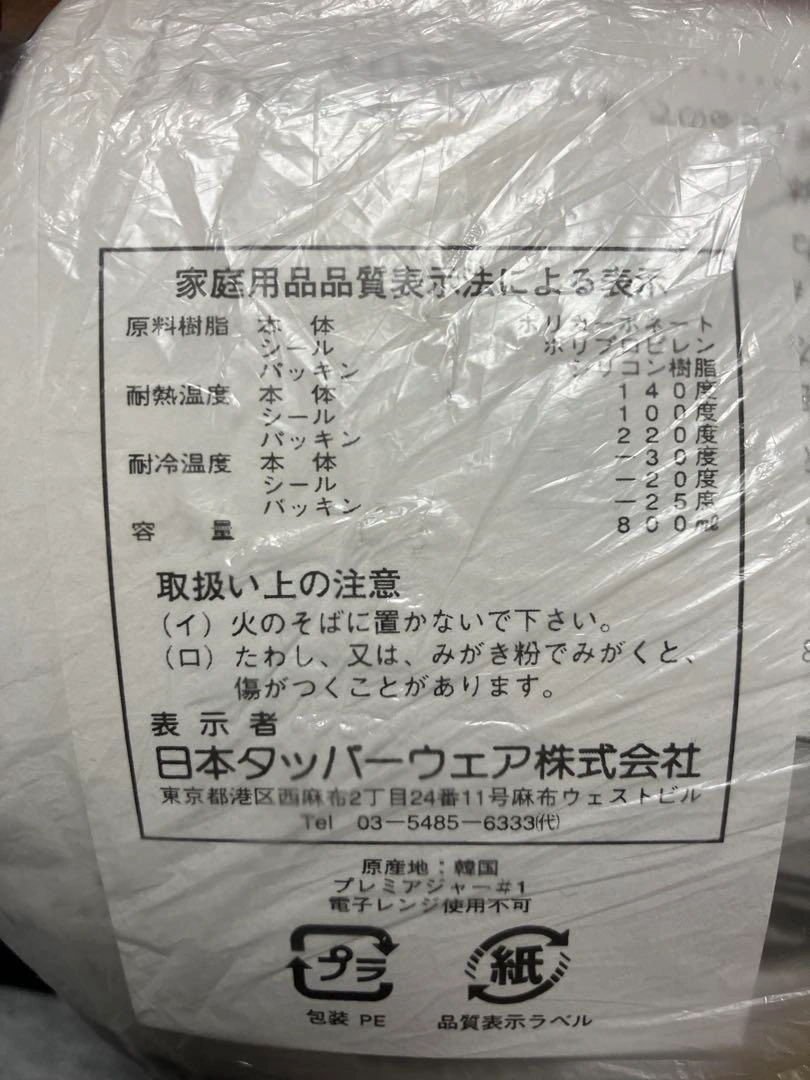 家庭用品品質表示法による表示
原料樹脂 本体 ポリカーボネート
シール ポリプロピレン
パッキン シリコン樹脂
耐熱温度 本体 140度
シール 100度
パッキン 220度
耐冷温度 本体 −30度
シール −20度
パッキン −25度
容量 800㎖
取扱い上の注意
(イ)火のそばに置かないで下さい。
(ロ)たわし、又は、みがき粉でみがくと、
傷がつくことがあります。
表示者
日本タッパーウェア株式会社
東京都港区西麻布2丁目24番11号麻布ウェストビル
Tel 03−5485−6333㈹
原産地:韓国
プレミアジャー#1
電子レンジ使用不可
プラ 紙
包装 PE 品質表示ラベル